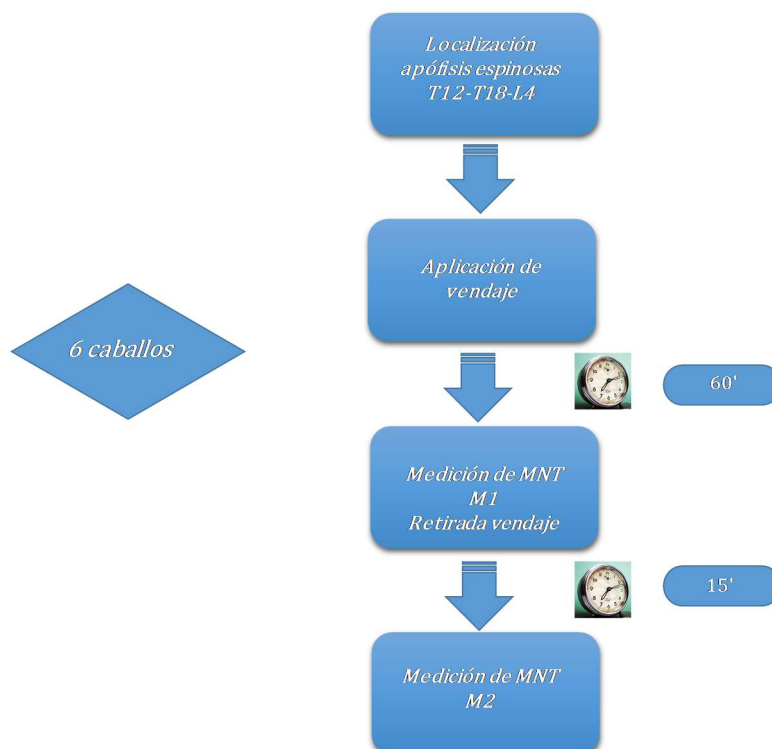 Localización
apófisis espinosas
T12-T18-L4
Aplicación de
vendaje
6 caballos
60'
Medición de MNT
M1
Retirada vendaje
15'
Medición de MNT
M2